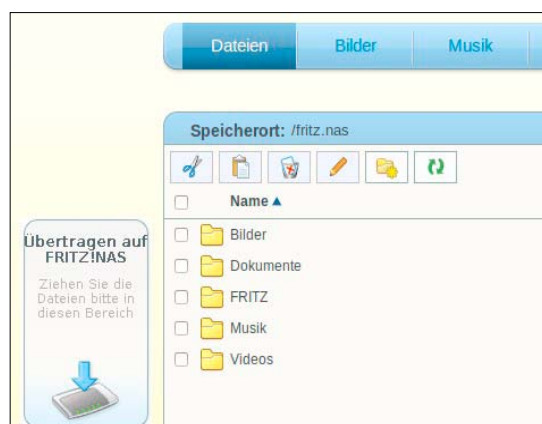 Dateien Bilder Musik
Speicherort: /fritz.nas
Name
Bilder
Dokumente
FRITZ
Musik
Videos
Übertragen auf
FRITZ!NAS
Ziehen Sie die
Dateien bitte in
diesen Bereich